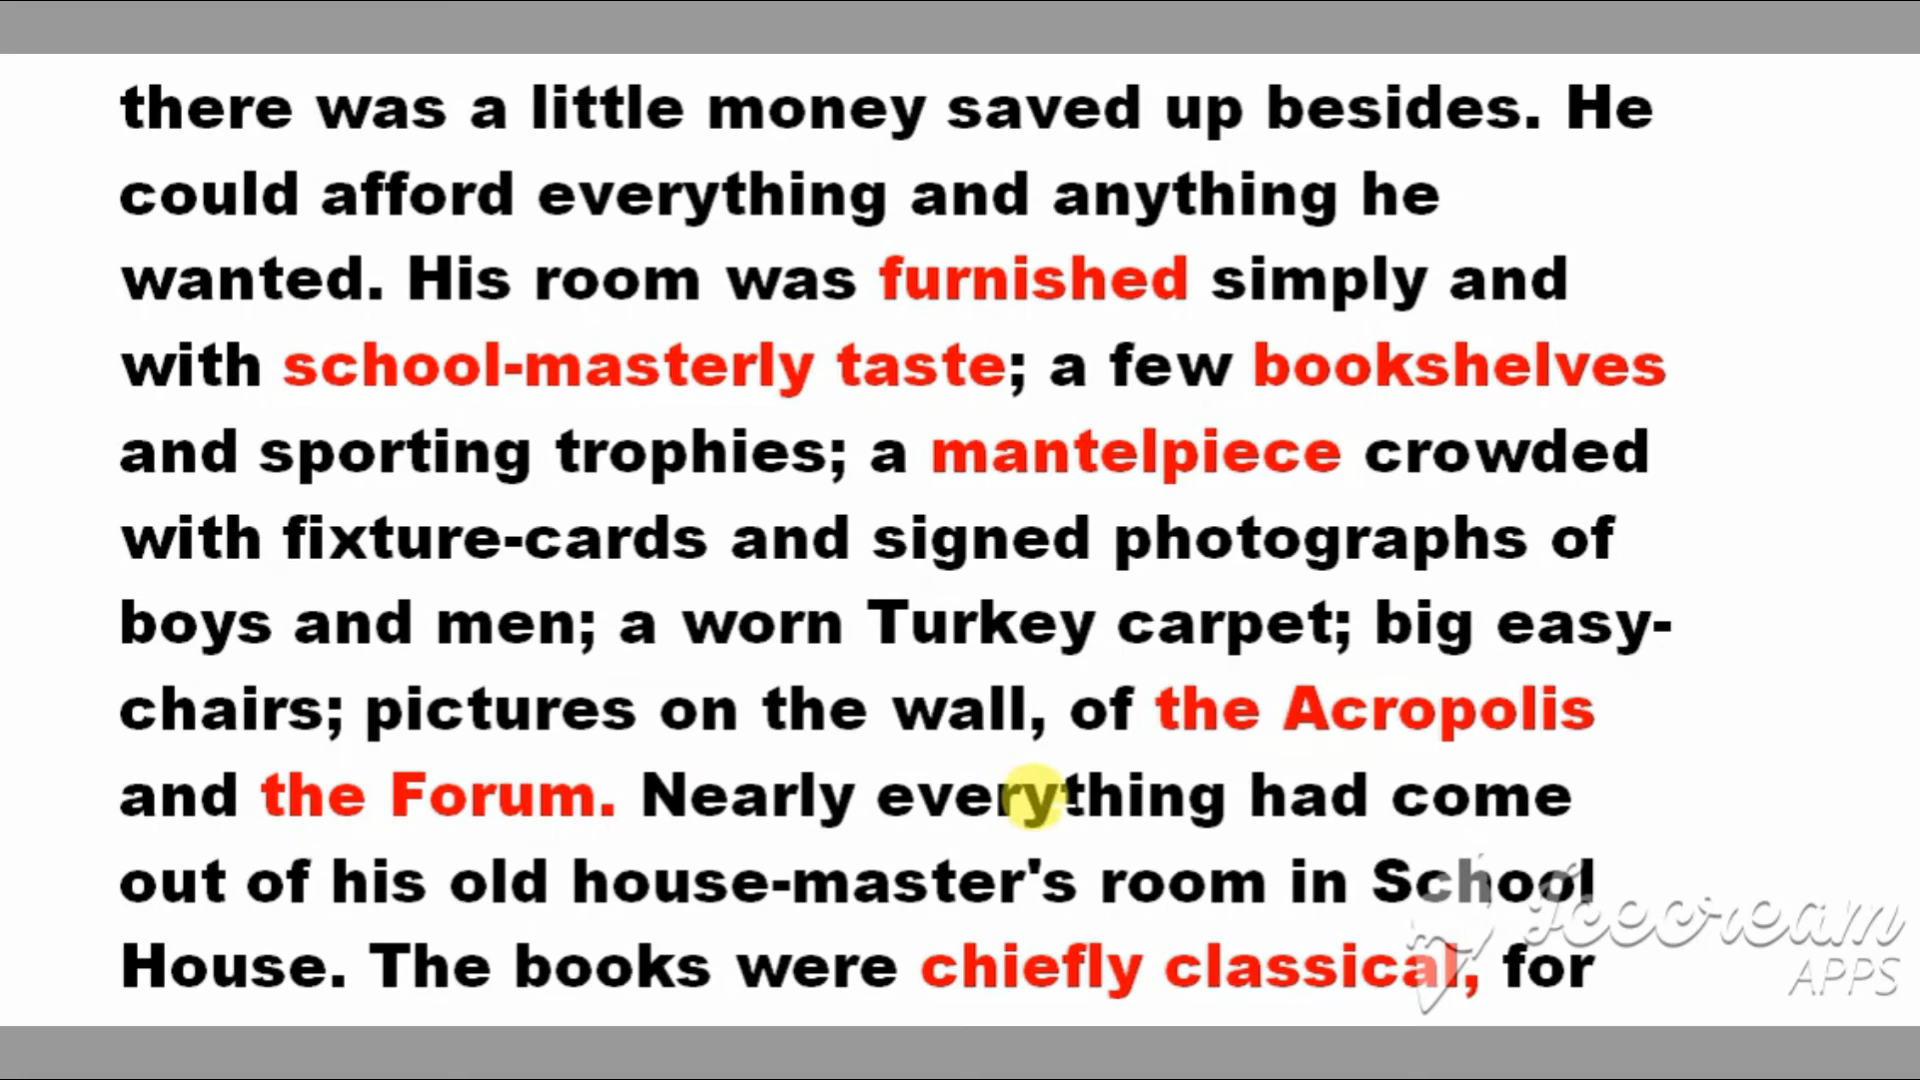 there was a little money saved up besides. He
could afford everything and anything he
wanted. His room was furnished simply and
with school-masterly taste; a few bookshelves
and sporting trophies; a mantelpiece crowded
with fixture-cards and signed photographs of
boys and men; a worn Turkey carpet; big easy-
chairs; pictures on the wall, of the Acropolis
and the Forum. Nearly everything had come
out of his old house-master's room in School
House. The books were chiefly classical, for
Icecream
APPS